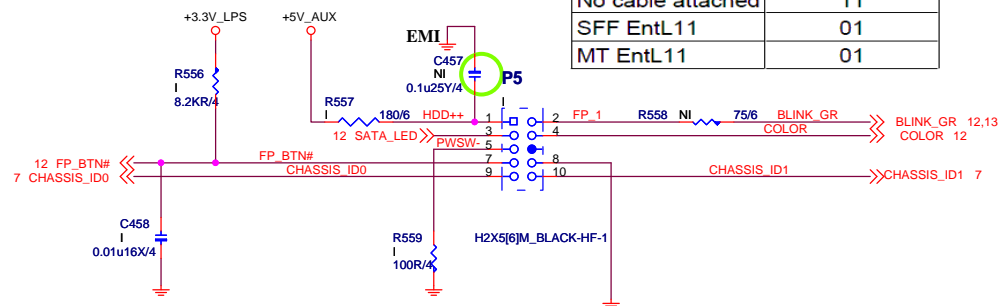 No cable attached 11
SFF EntL11 01
MT EntL11 01
+3.3V_LPS
+5V_AUX
EMI
R556
I
8.2KR/4
C457
NI
0.1u25Y/4
P5
I
R557
I
180/6
HDD++
1
2
FP_1
R558
NI
75/6
BLINK_GR
BLINK_GR 12,13
12 SATA_LED
3
4
COLOR
COLOR 12
PWSW-
5
12 FP_BTN#
FP_BTN#
7
8
7 CHASSIS_ID0
CHASSIS_ID0
9
10
CHASSIS_ID1
CHASSIS_ID1 7
C458
I
0.01u16X/4
R559
I
100R/4
H2X5[6]M_BLACK-HF-1